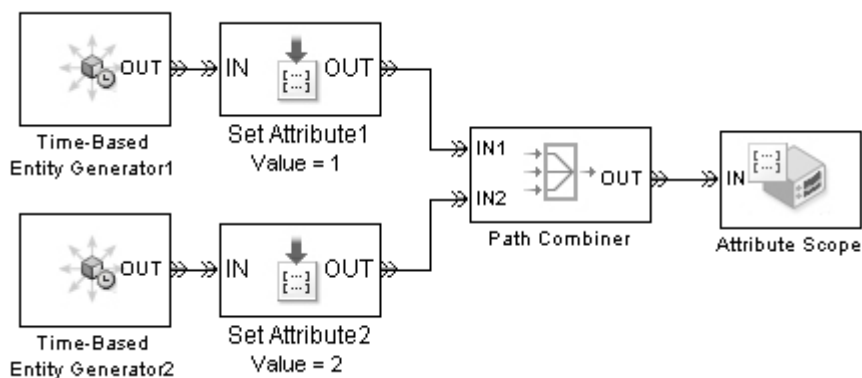 OUT
Time-Based
Entity Generator1
IN
[...]
OUT
Set Attribute1
Value = 1
IN1
IN2
OUT
Path Combiner
IN
[...]
Attribute Scope
OUT
Time-Based
Entity Generator2
IN
[...]
OUT
Set Attribute2
Value = 2